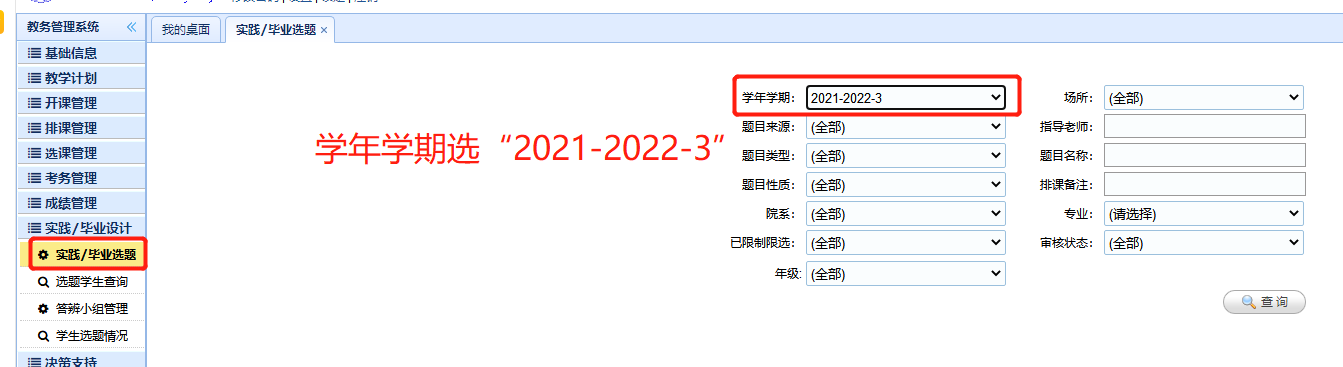 教务管理系统
我的桌面
实践/毕业选题
基础信息
教学计划
开课管理
排课管理
选课管理
考务管理
成绩管理
实践/毕业设计
实践/毕业选题
选题学生查询
答辨小组管理
学生选题情况
决策支持
学年学期选“2021-2022-3”
学年学期： 2021-2022-3 场所： (全部)
题目来源： (全部) 指导老师：
题目类型： (全部) 题目名称：
题目性质： (全部) 排课备注：
院系： (全部) 专业： (请选择)
已限制限选： (全部) 审核状态： (全部)
年级: (全部)
查询